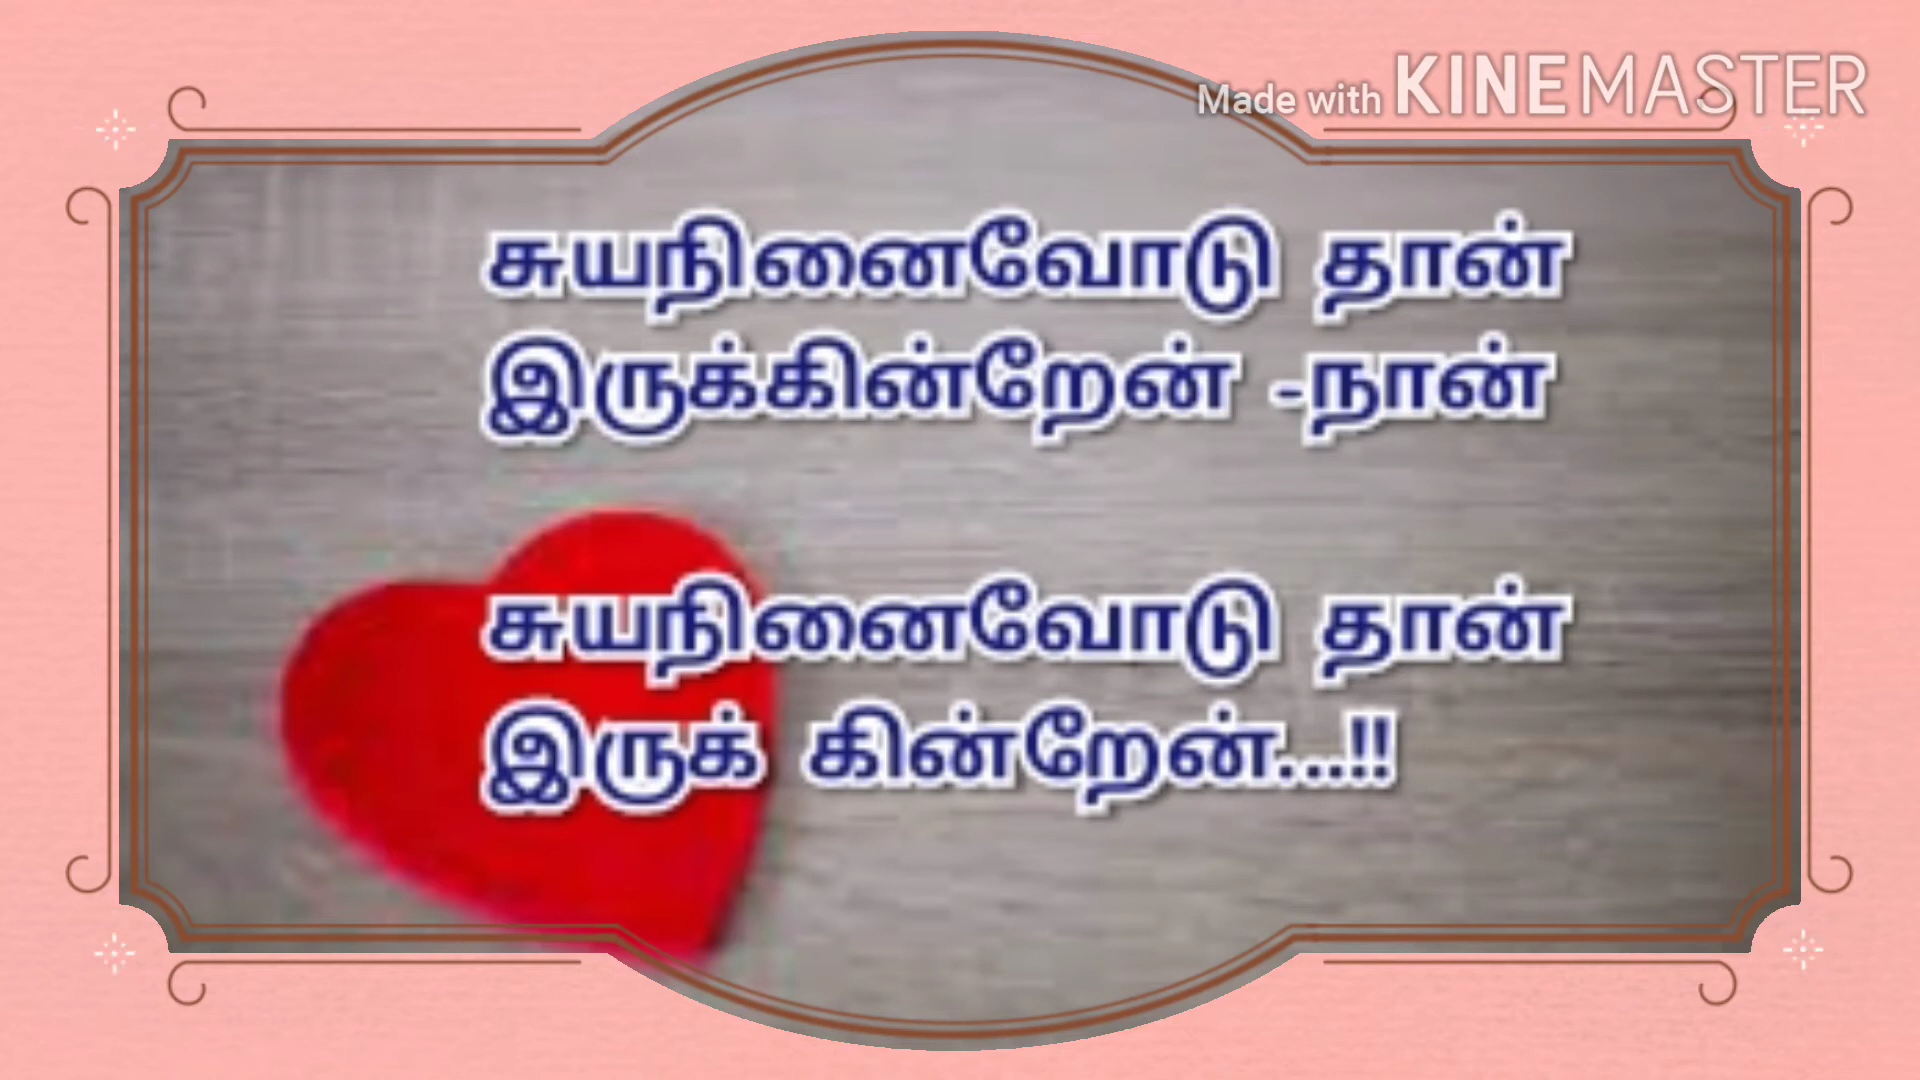 Made with KINEMASTER
சுயநினைவோடு தான்
இருக்கின்றேன் -நான்
சுயநினைவோடு தான்
இருக் கின்றேன்...!!